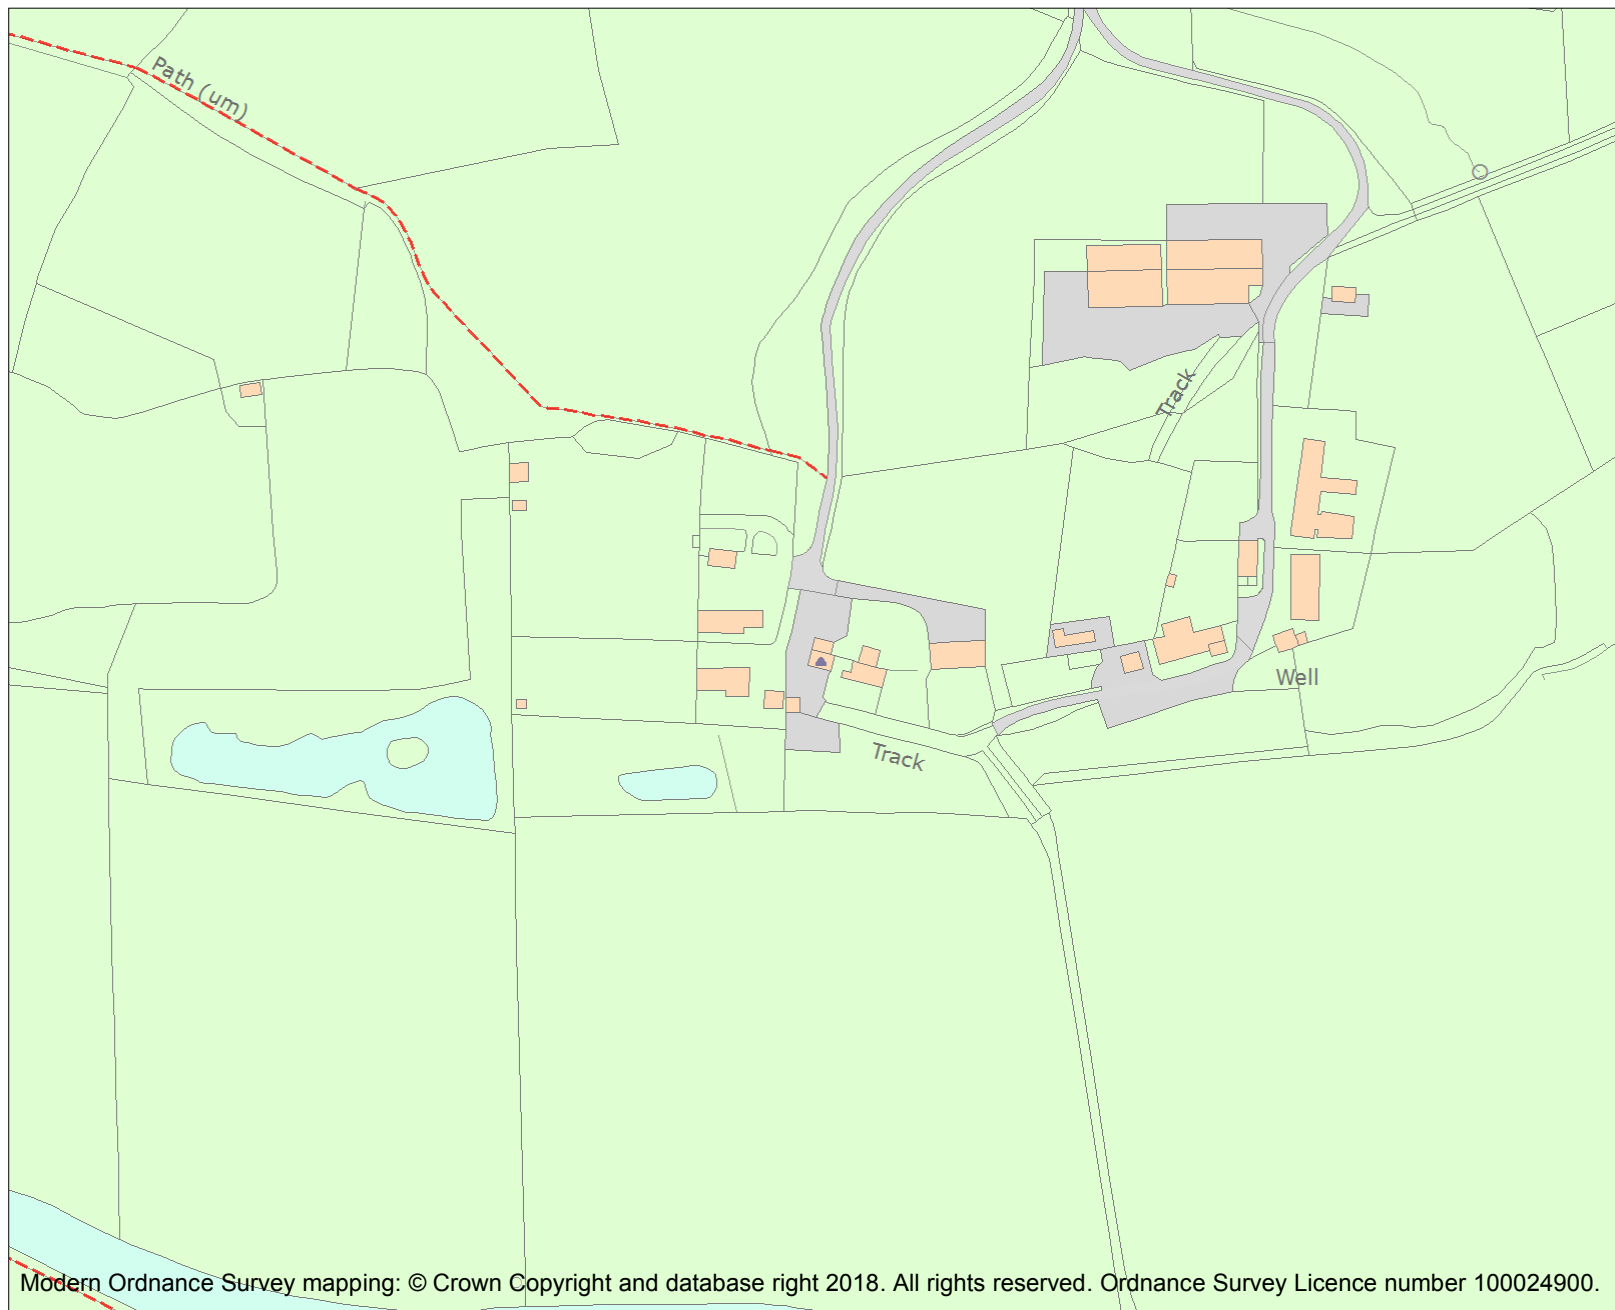 Path (um)
Track
Well
Track
Modern Ordnance Survey mapping: © Crown Copyright and database right 2018. All rights reserved. Ordnance Survey Licence number 100024900.